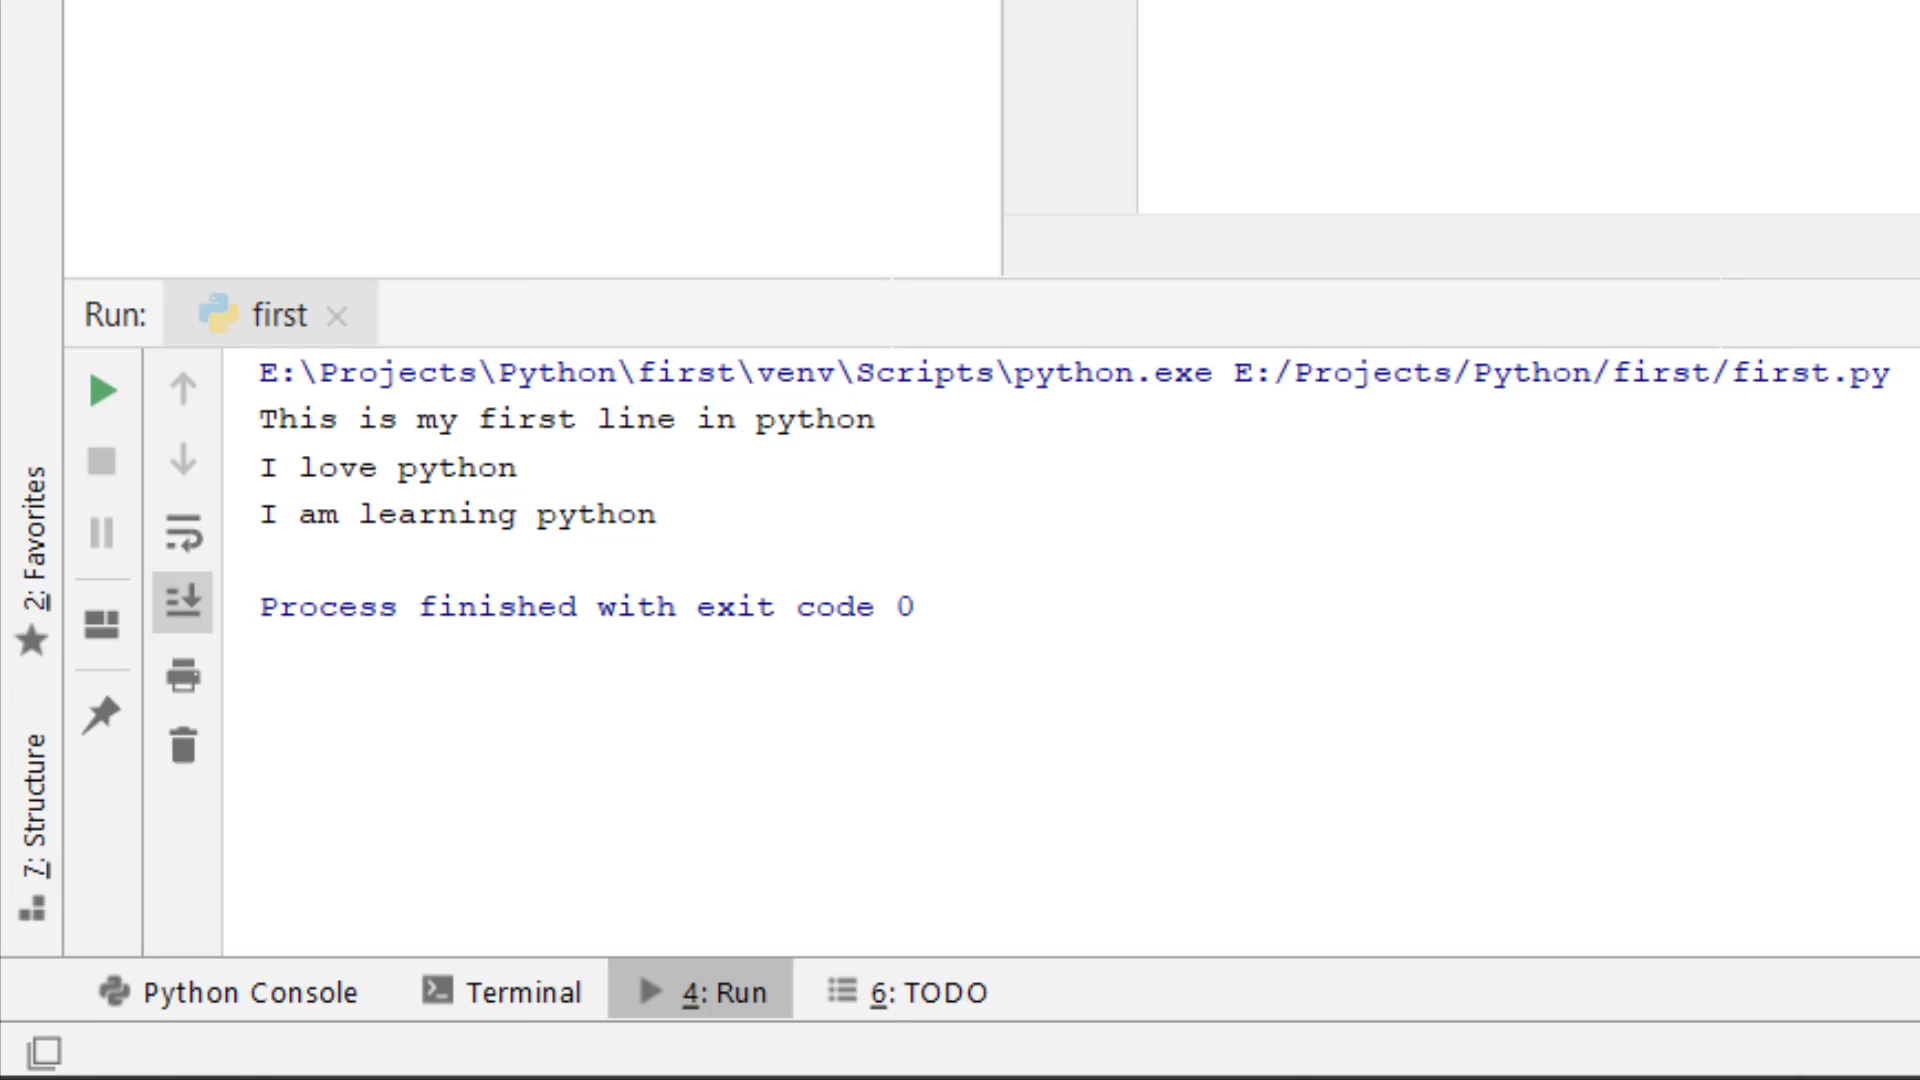 Run: first
E:\Projects\Python\first\venv\Scripts\python.exe E:/Projects/Python/first/first.py
This is my first line in python
I love python
I am learning python
Process finished with exit code 0
2: Favorites
7: Structure
Python Console Terminal 4: Run 6: TODO